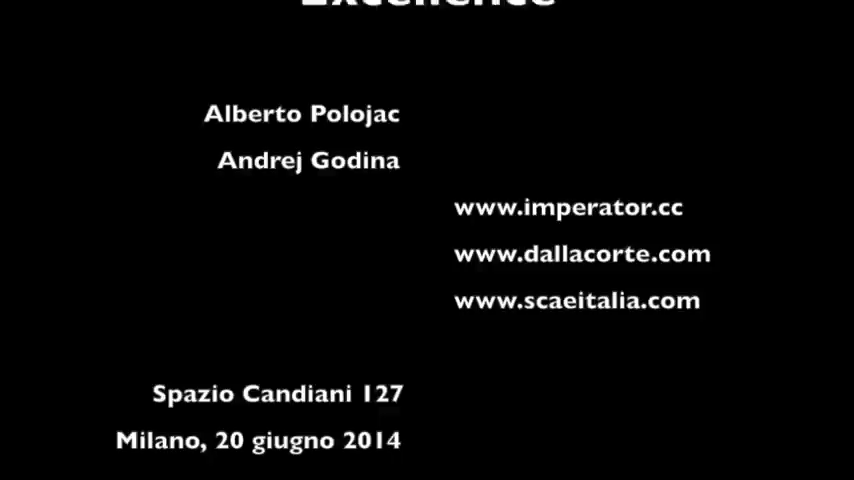 Excellence
Alberto Polojac
Andrej Godina
www.imperator.cc
www.dallacorte.com
www.scaeitalia.com
Spazio Candiani 127
Milano, 20 giugno 2014